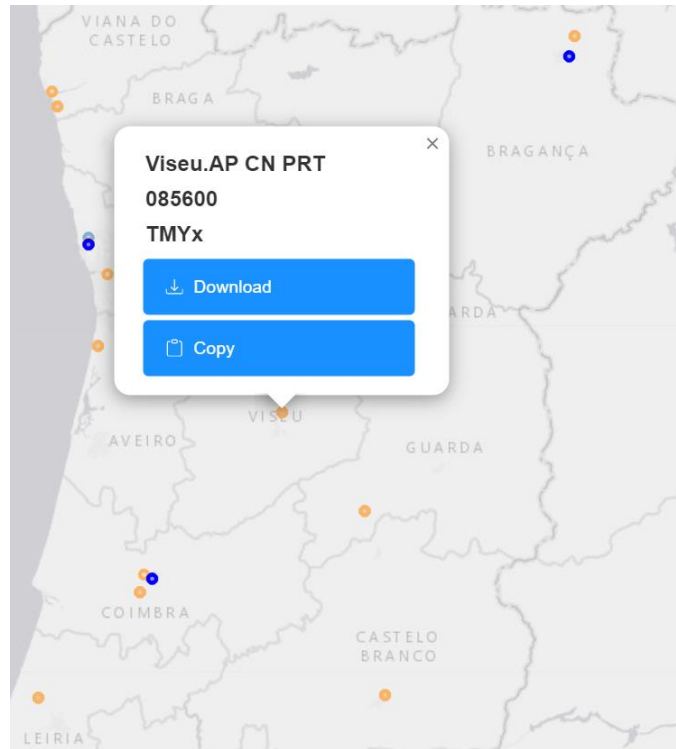 VIANA DO
CASTELO
BRAGA
BRAGANÇA
Viseu.AP CN PRT
085600
TMYx
Download
Copy
ARDA
VISEU
AVEIRO
GUARDA
COIMBRA
CASTELO
BRANCO
LEIRIA